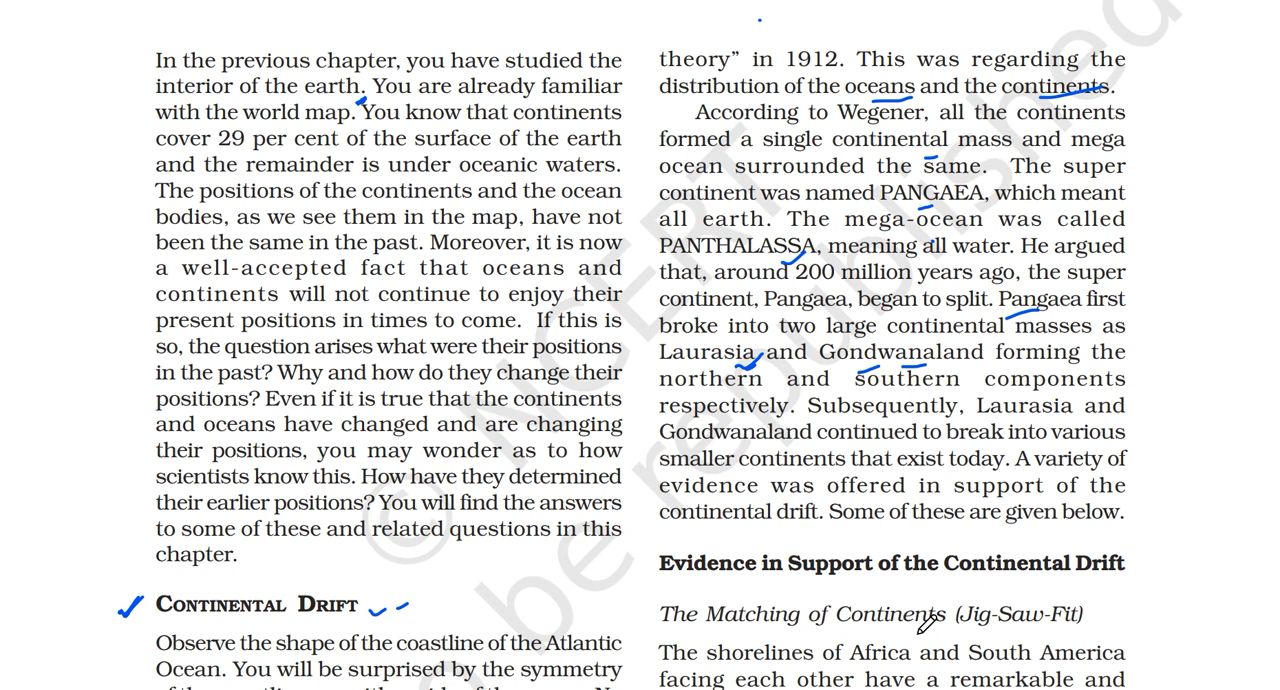 In the previous chapter, you have studied the
interior of the earth. You are already familiar
with the world map. You know that continents
cover 29 per cent of the surface of the earth
and the remainder is under oceanic waters.
The positions of the continents and the ocean
bodies, as we see them in the map, have not
been the same in the past. Moreover, it is now
a well-accepted fact that oceans and
continents will not continue to enjoy their
present positions in times to come. If this is
so, the question arises what were their positions
in the past? Why and how do they change their
positions? Even if it is true that the continents
and oceans have changed and are changing
their positions, you may wonder as to how
scientists know this. How have they determined
their earlier positions? You will find the answers
to some of these and related questions in this
chapter.
CONTINENTAL DRIFT
Observe the shape of the coastline of the Atlantic
Ocean. You will be surprised by the symmetry
theory” in 1912. This was regarding the
distribution of the oceans and the continents.
According to Wegener, all the continents
formed a single continental mass and mega
ocean surrounded the same. The super
continent was named PANGAEA, which meant
all earth. The mega-ocean was called
PANTHALASSA, meaning all water. He argued
that, around 200 million years ago, the super
continent, Pangaea, began to split. Pangaea first
broke into two large continental masses as
Laurasia and Gondwanaland forming the
northern and southern components
respectively. Subsequently, Laurasia and
Gondwanaland continued to break into various
smaller continents that exist today. A variety of
evidence was offered in support of the
continental drift. Some of these are given below.
Evidence in Support of the Continental Drift
The Matching of Continents (Jig-Saw-Fit)
The shorelines of Africa and South America
facing each other have a remarkable and
© NCERT
be republished